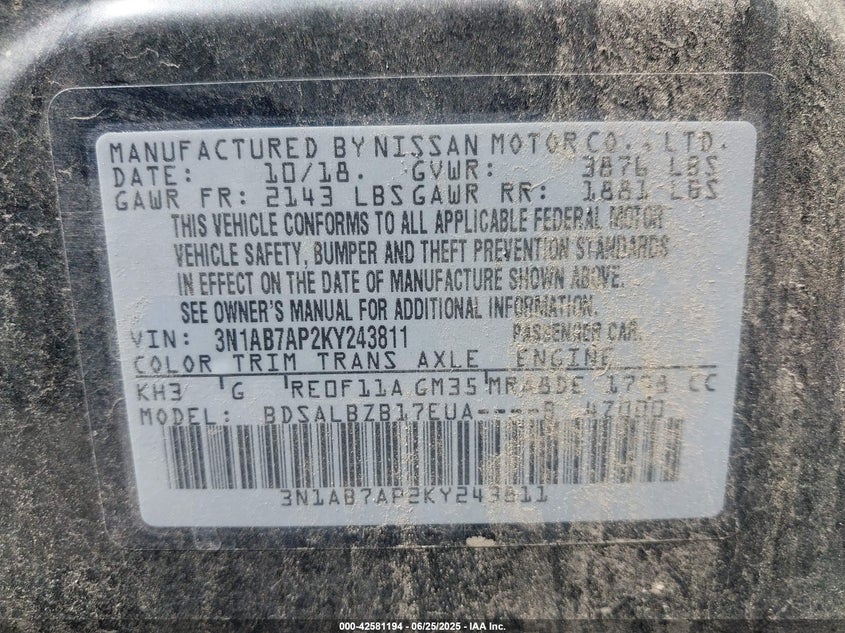 MANUFACTURED BY NISSAN MOTOR CO., LTD.
DATE: 10/18. GVWR: 3876 LBS
GAWR FR: 2143 LBS GAWR RR: 1881 LBS
THIS VEHICLE CONFORMS TO ALL APPLICABLE FEDERAL MOTOR
VEHICLE SAFETY, BUMPER AND THEFT PREVENTION STANDARDS
IN EFFECT ON THE DATE OF MANUFACTURE SHOWN ABOVE.
SEE OWNER'S MANUAL FOR ADDITIONAL INFORMATION.
VIN: 3N1AB7AP2KY243811 PASSENGER CAR.
COLOR TRIM TRANS AXLE ENGINE
KH3 G RE0F11A GM35 CC
MODEL: BDSALBZB17EUA----
3N1AB7AP2KY243811
000-42581194 - 06/25/2025 - IAA Inc.